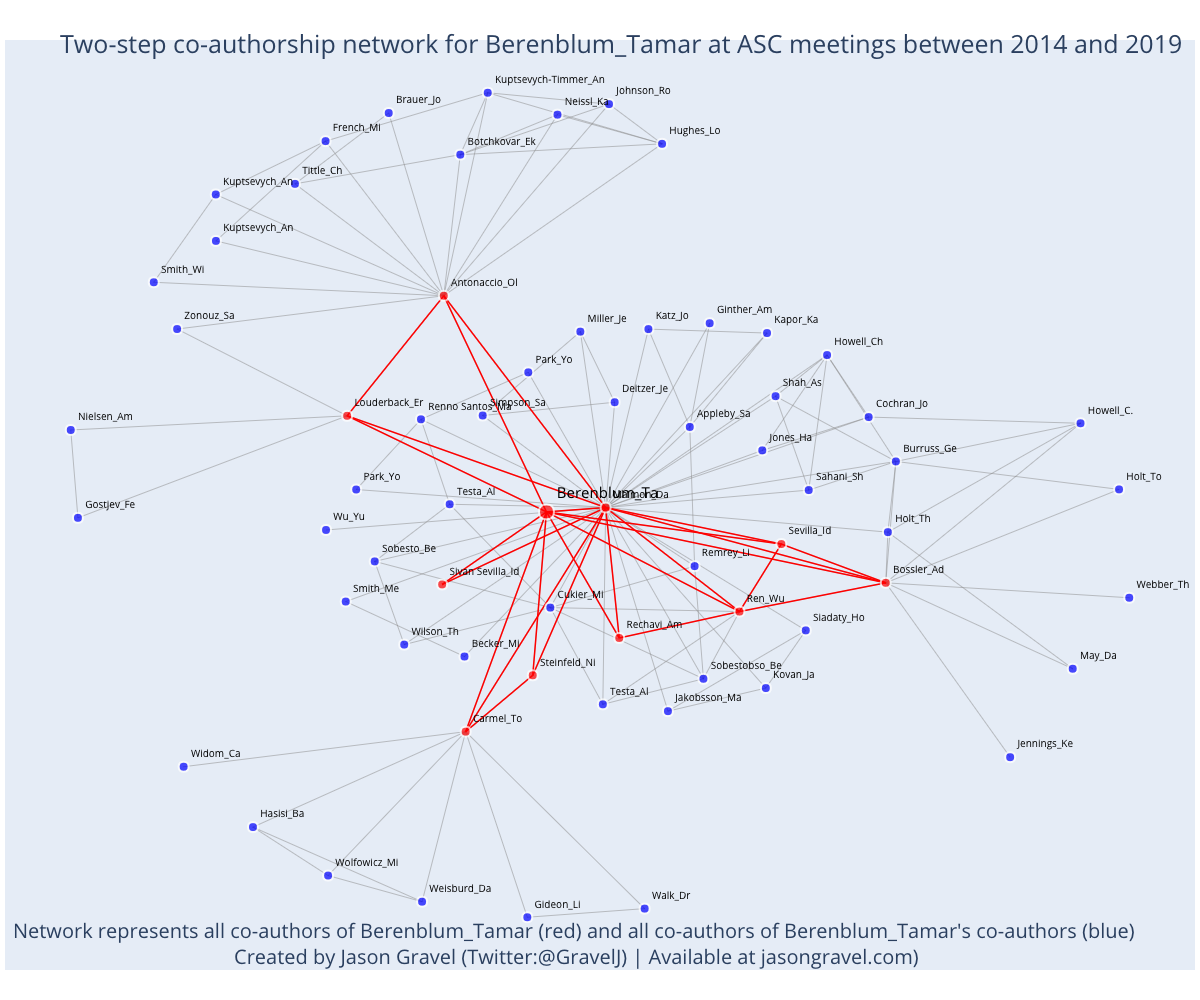 Two-step co-authorship network for Berenblum_Tamar at ASC meetings between 2014 and 2019
Kuptsevych-Timmer_An
Johnson_Ro
Brauer_Jo
Neissl_Ka
French_Mi
Hughes_Lo
Botchkovar_Ek
Tittle_Ch
Kuptsevych_An
Kuptsevych_An
Smith_Wi
Antonaccio_Ol
Zonouz_Sa
Miller_Je
Katz_Jo
Ginther_Am
Kapor_Ka
Howell_Ch
Park_Yo
Shah_As
Deitzer_Je
Louderback_Er
Renno Santos_Ma
Simpson_Sa
Cochran_Jo
Nielsen_Am
Appleby_Sa
Howell_C.
Jones_Ha
Burruss_Ge
Park_Yo
Sahani_Sh
Holt_To
Testa_Al
Berenblum_Ta
Maimon_Da
Gostjev_Fe
Wu_Yu
Sevilla_Id
Holt_Th
Sobesto_Be
Remrey_Li
Sivan Sevilla_Id
Bossler_Ad
Smith_Me
Cukier_Mi
Ren_Wu
Webber_Th
Rechavi_Am
Siadaty_Ho
Wilson_Th
Becker_Mi
Steinfeld_Ni
Sobestobso_Be
Kovan_Ja
May_Da
Testa_Al
Jakobsson_Ma
Carmel_To
Jennings_Ke
Widom_Ca
Hasisi_Ba
Wolfowicz_Mi
Weisburd_Da
Gideon_Li
Walk_Dr
Network represents all co-authors of Berenblum_Tamar (red) and all co-authors of Berenblum_Tamar's co-authors (blue)
Created by Jason Gravel (Twitter:@GravelJ) | Available at jasongravel.com)